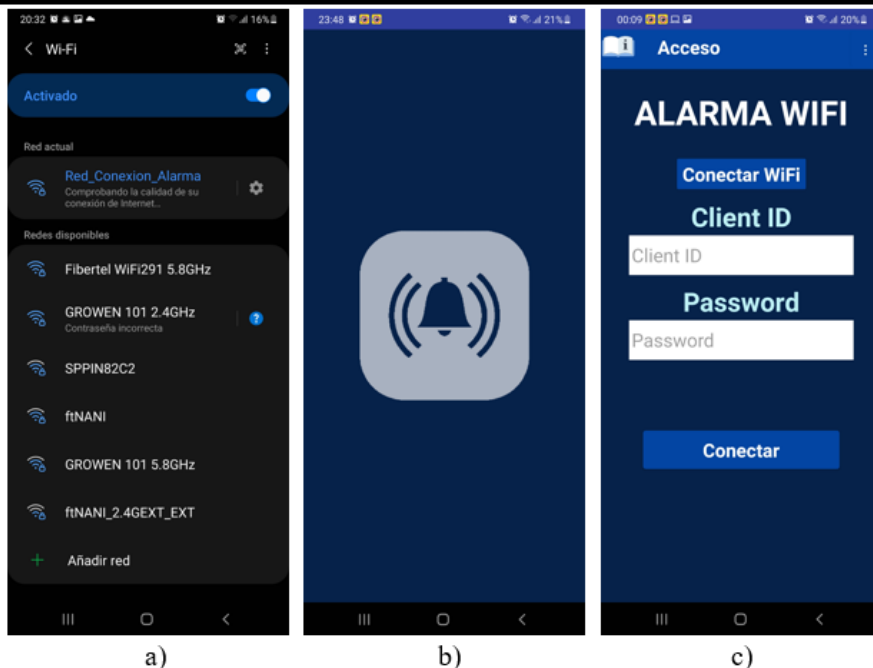 20:32 16%
Wi-Fi
Activado
Red actual
Red_Conexion_Alarma
Comprobando la calidad de su
conexión de Internet...
Redes disponibles
Fibertel WiFi291 5.8GHz
GROWEN 101 2.4GHz
Contraseña incorrecta
?
SPPIN82C2
ftNANI
GROWEN 101 5.8GHz
ftNANI_2.4GEXT_EXT
+ Añadir red
a)
23:48 21%
b)
00:09 20%
i Acceso
ALARMA WIFI
Conectar WiFi
Client ID
Client ID
Password
Password
Conectar
c)